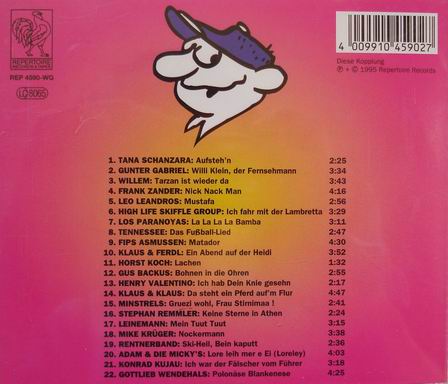 REPERTOIRE
REP 4590-WG
LC 8065
4 009910 459027
Diese Kopplung
℗ + © 1995 Repertoire Records
1. TANA SCHANZARA: Aufsteh'n 2:25
2. GUNTER GABRIEL: Willi Klein, der Fernsehmann 3:34
3. WILLEM: Tarzan ist wieder da 3:43
4. FRANK ZANDER: Nick Nack Man 4:16
5. LEO LEANDROS: Mustafa 2:56
6. HIGH LIFE SKIFFLE GROUP: Ich fahr mit der Lambretta 3:29
7. LOS PARANOYAS: La La La La Bamba 3:11
8. TENNESSEE: Das Fußball-Lied 2:47
9. FIPS ASMUSSEN: Matador 4:30
10. KLAUS & FERDL: Ein Abend auf der Heidi 3:52
11. HORST KOCH: Lachen 1:32
12. GUS BACKUS: Bohnen in die Ohren 2:55
13. HENRY VALENTINO: Ich hab Dein Knie gesehn 2:17
14. KLAUS & KLAUS: Da steht ein Pferd auf'm Flur 4:47
15. MINSTRELS: Gruezi wohl, Frau Stimimaa ! 2:41
16. STEPHAN REMMLER: Keine Sterne in Athen 2:24
17. LEINEMANN: Mein Tuut Tuut 3:15
18. MIKE KRÜGER: Nockermann 3:38
19. RENTNERBAND: Ski-Heil, Bein kaputt 2:36
20. ADAM & DIE MICKY'S: Lore leih mer e Ei (Loreley) 4:03
21. KONRAD KUJAU: Ich war der Fälscher vom Führer 3:18
22. GOTTLIEB WENDEHALS: Polonäse Blankenese 4:25